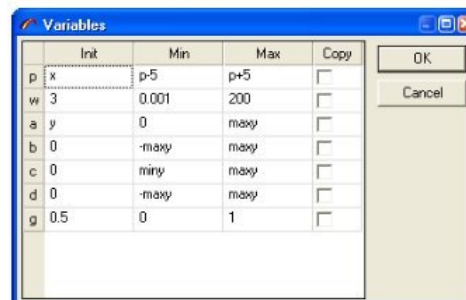 Variables
Init Min Max Copy OK
p x p-5 p+5
w 3 0.001 200 Cancel
a y 0 maxy
b 0 -maxy maxy
c 0 miny maxy
d 0 -maxy maxy
g 0.5 0 1